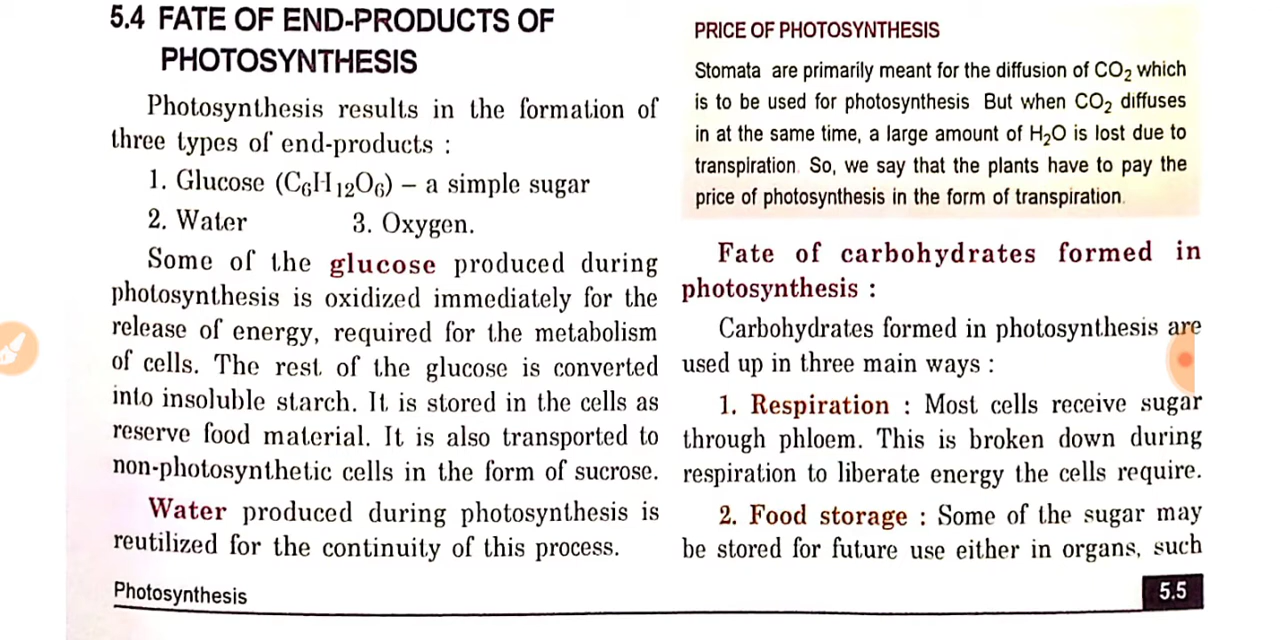 5.4 FATE OF END-PRODUCTS OF
PHOTOSYNTHESIS
Photosynthesis results in the formation of
three types of end-products :
1. Glucose (C₆H₁₂O₆) – a simple sugar
2. Water 3. Oxygen.
Some of the glucose produced during
photosynthesis is oxidized immediately for the
release of energy, required for the metabolism
of cells. The rest of the glucose is converted
into insoluble starch. It is stored in the cells as
reserve food material. It is also transported to
non-photosynthetic cells in the form of sucrose.
Water produced during photosynthesis is
reutilized for the continuity of this process.
PRICE OF PHOTOSYNTHESIS
Stomata are primarily meant for the diffusion of CO₂ which
is to be used for photosynthesis But when CO₂ diffuses
in at the same time, a large amount of H₂O is lost due to
transpiration. So, we say that the plants have to pay the
price of photosynthesis in the form of transpiration.
Fate of carbohydrates formed in
photosynthesis :
Carbohydrates formed in photosynthesis are
used up in three main ways :
1. Respiration : Most cells receive sugar
through phloem. This is broken down during
respiration to liberate energy the cells require.
2. Food storage : Some of the sugar may
be stored for future use either in organs, such
Photosynthesis
5.5